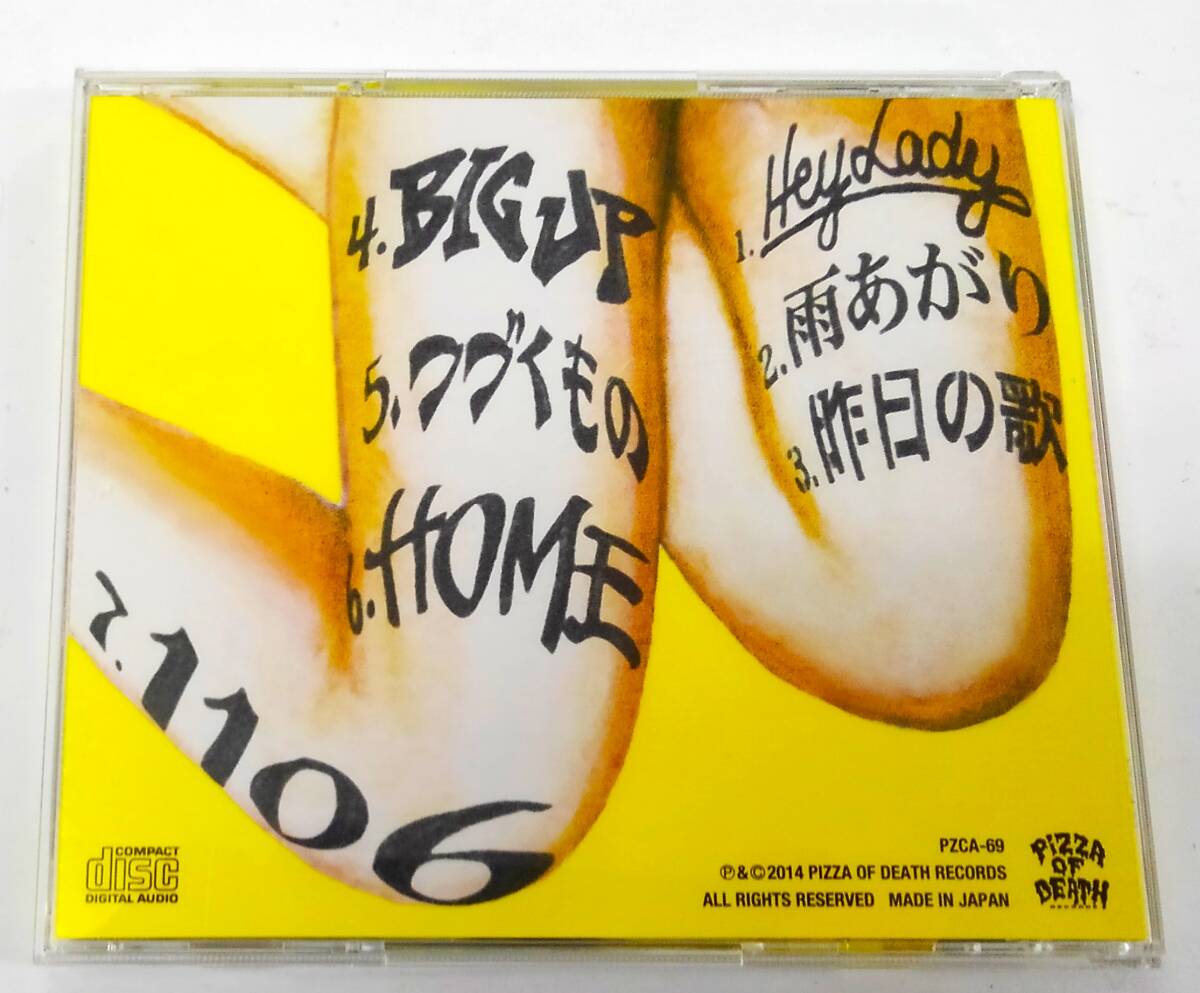 1. Hey Lady
2. 雨あがり
3. 昨日の歌
4. BIG UP
5. つづくもの
6. HOME
7. 1106
COMPACT
disc
DIGITAL AUDIO
PZCA-69
℗&©2014 PIZZA OF DEATH RECORDS
ALL RIGHTS RESERVED MADE IN JAPAN
PIZZA
OF
DEATH